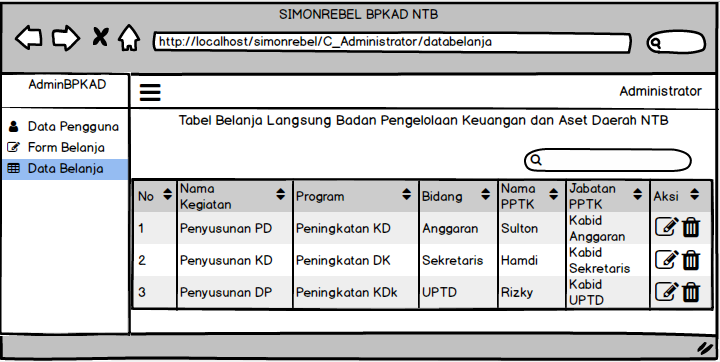 SIMONREBEL BPKAD NTB
http://localhost/simonrebel/C_Administrator/databelanja
AdminBPKAD
Administrator
Data Pengguna
Form Belanja
Data Belanja
Tabel Belanja Langsung Badan Pengelolaan Keuangan dan Aset Daerah NTB
No Nama Kegiatan Program Bidang Nama PPTK Jabatan PPTK Aksi
1 Penyusunan PD Peningkatan KD Anggaran Sulton Kabid Anggaran
2 Penyusunan KD Peningkatan DK Sekretaris Hamdi Kabid Sekretaris
3 Penyusunan DP Peningkatan KDk UPTD Rizky Kabid UPTD